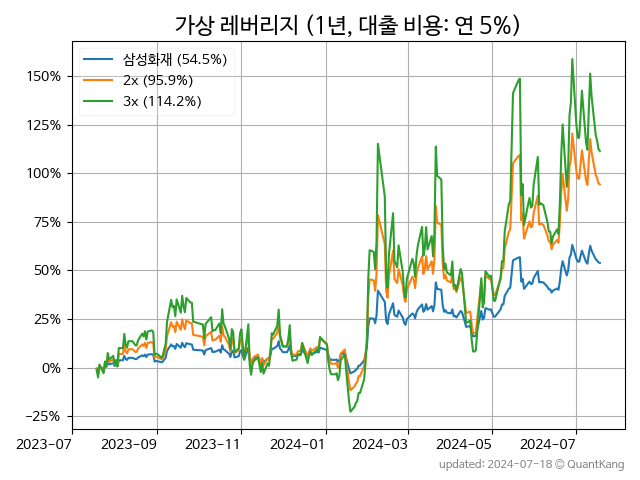 가상 레버리지 (1년, 대출 비용: 연 5%)
삼성화재 (54.5%)
2x (95.9%)
3x (114.2%)
150%
125%
100%
75%
50%
25%
0%
−25%
2023-07 2023-09 2023-11 2024-01 2024-03 2024-05 2024-07
updated: 2024-07-18 © QuantKang